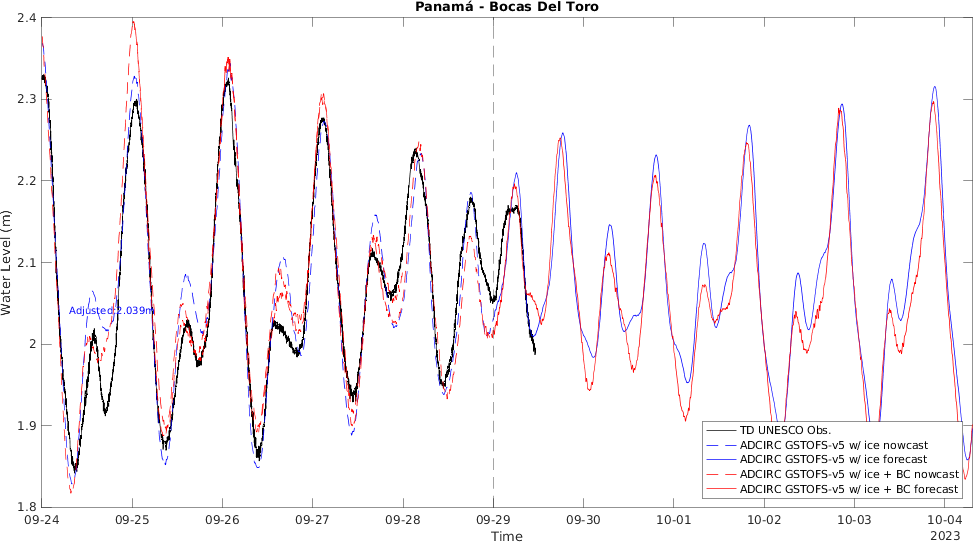 Panamá - Bocas Del Toro
2.4
2.3
2.2
2.1
2
1.9
1.8
Water Level (m)
Adjusted 2.039m
TD UNESCO Obs.
ADCIRC GSTOFS-v5 w/ ice nowcast
ADCIRC GSTOFS-v5 w/ ice forecast
ADCIRC GSTOFS-v5 w/ ice + BC nowcast
ADCIRC GSTOFS-v5 w/ ice + BC forecast
09-24 09-25 09-26 09-27 09-28 09-29 09-30 10-01 10-02 10-03 10-04
Time
2023